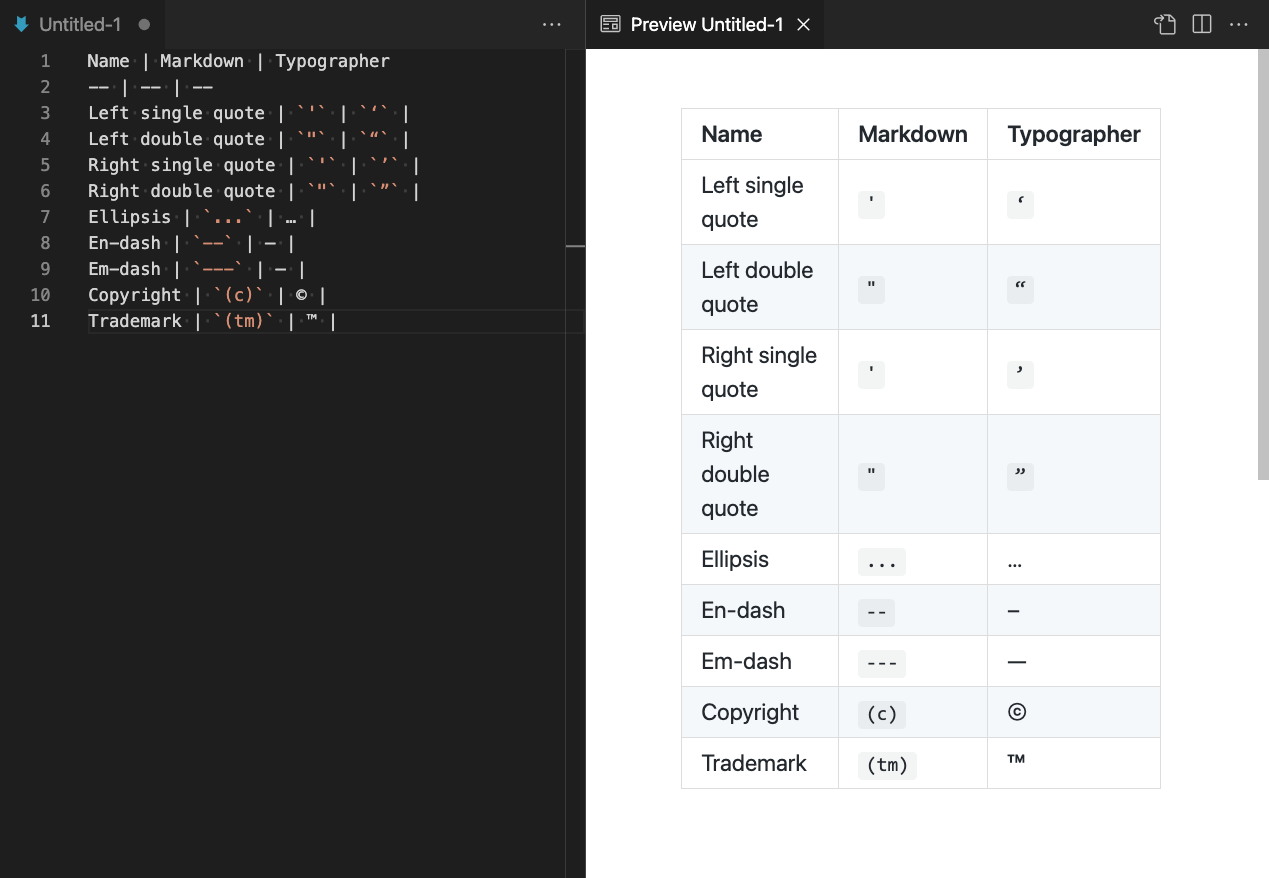 Untitled-1
Preview Untitled-1
1 Name | Markdown | Typographer
2 -- | -- | --
3 Left single quote | `'` | `‘` |
4 Left double quote | `"` | `“` |
5 Right single quote | `'` | `’` |
6 Right double quote | `"` | `”` |
7 Ellipsis | `...` | … |
8 En-dash | `--` | – |
9 Em-dash | `---` | — |
10 Copyright | `(c)` | © |
11 Trademark | `(tm)` | ™ |
Name Markdown Typographer
Left single
quote ' ‘
Left double
quote " “
Right single
quote ' ’
Right
double " ”
quote
Ellipsis ... …
En-dash -- –
Em-dash --- —
Copyright (c) ©
Trademark (tm) ™